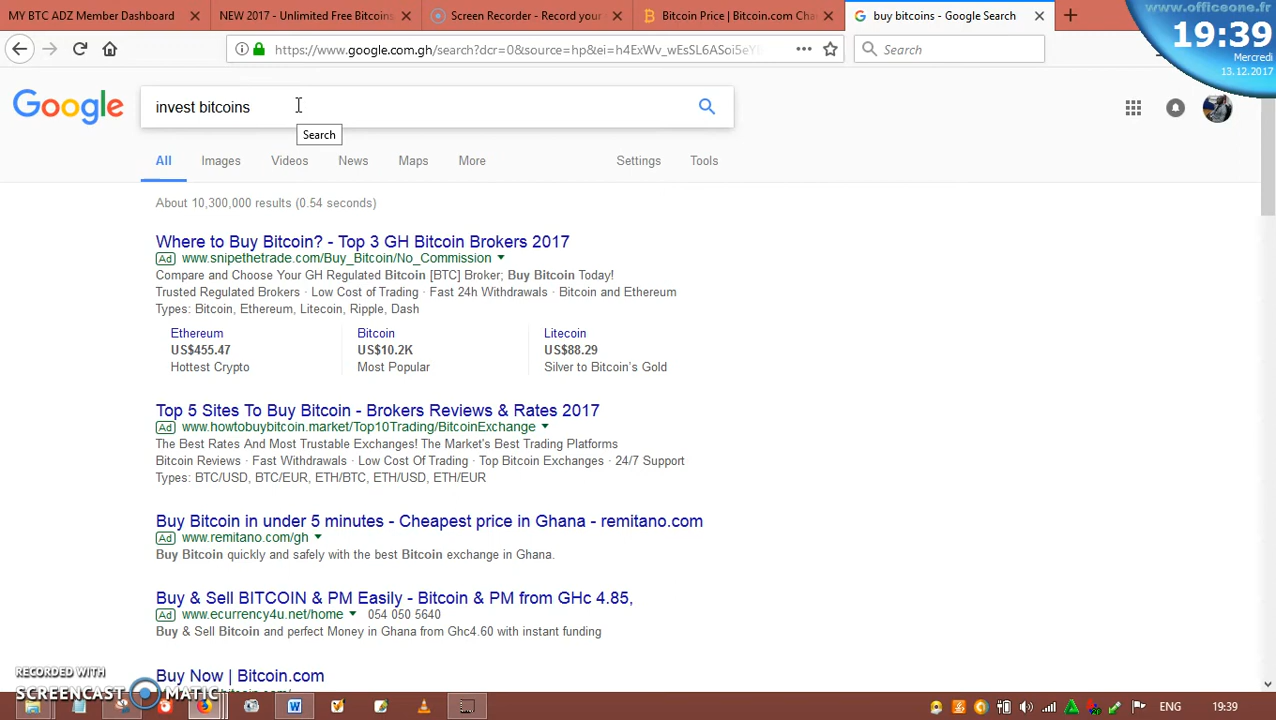 MY BTC ADZ Member Dashboard
NEW 2017 - Unlimited Free Bitcoins
Screen Recorder - Record your
Bitcoin Price | Bitcoin.com Cha
buy bitcoins - Google Search
www.officeone.fr
19:39
Mercredi
13.12.2017
https://www.google.com.gh/search?dcr=0&source=hp&ei=h4ExWv_wEsSL6ASoi5eY
Search
Google
invest bitcoins
Search
All
Images
Videos
News
Maps
More
Settings
Tools
About 10,300,000 results (0.54 seconds)
Where to Buy Bitcoin? - Top 3 GH Bitcoin Brokers 2017
Ad www.snipethetrade.com/Buy_Bitcoin/No_Commission
Compare and Choose Your GH Regulated Bitcoin [BTC] Broker; Buy Bitcoin Today!
Trusted Regulated Brokers · Low Cost of Trading · Fast 24h Withdrawals · Bitcoin and Ethereum
Types: Bitcoin, Ethereum, Litecoin, Ripple, Dash
Ethereum
US$455.47
Hottest Crypto
Bitcoin
US$10.2K
Most Popular
Litecoin
US$88.29
Silver to Bitcoin's Gold
Top 5 Sites To Buy Bitcoin - Brokers Reviews & Rates 2017
Ad www.howtobuybitcoin.market/Top10Trading/BitcoinExchange
The Best Rates And Most Trustable Exchanges! The Market's Best Trading Platforms
Bitcoin Reviews · Fast Withdrawals · Low Cost Of Trading · Top Bitcoin Exchanges · 24/7 Support
Types: BTC/USD, BTC/EUR, ETH/BTC, ETH/USD, ETH/EUR
Buy Bitcoin in under 5 minutes - Cheapest price in Ghana - remitano.com
Ad www.remitano.com/gh
Buy Bitcoin quickly and safely with the best Bitcoin exchange in Ghana.
Buy & Sell BITCOIN & PM Easily - Bitcoin & PM from GHc 4.85,
Ad www.ecurrency4u.net/home 054 050 5640
Buy & Sell Bitcoin and perfect Money in Ghana from Ghc4.60 with instant funding
Buy Now | Bitcoin.com
RECORDED WITH
SCREENCAST MATIC
ENG
19:39